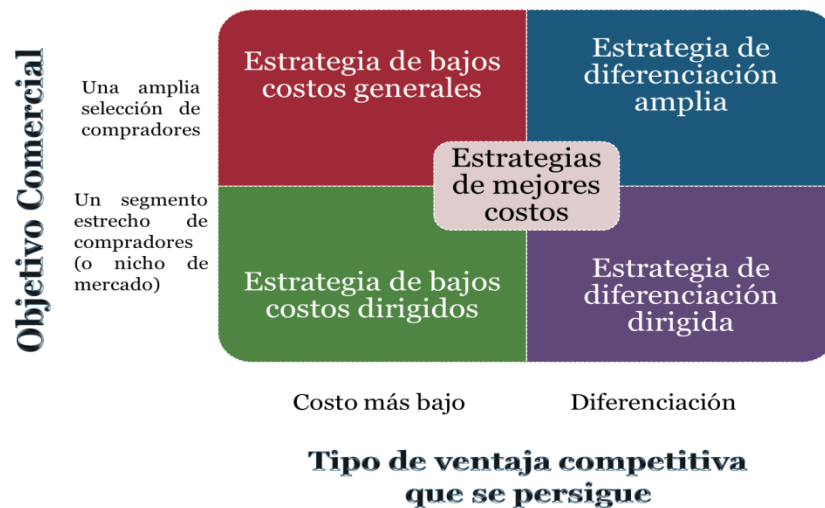 Objetivo Comercial
Una amplia
selección de
compradores
Un segmento
estrecho de
compradores
(o nicho de
mercado)
Estrategia de bajos
costos generales
Estrategia de
diferenciación
amplia
Estrategias
de mejores
costos
Estrategia de bajos
costos dirigidos
Estrategia de
diferenciación
dirigida
Costo más bajo
Diferenciación
Tipo de ventaja competitiva
que se persigue